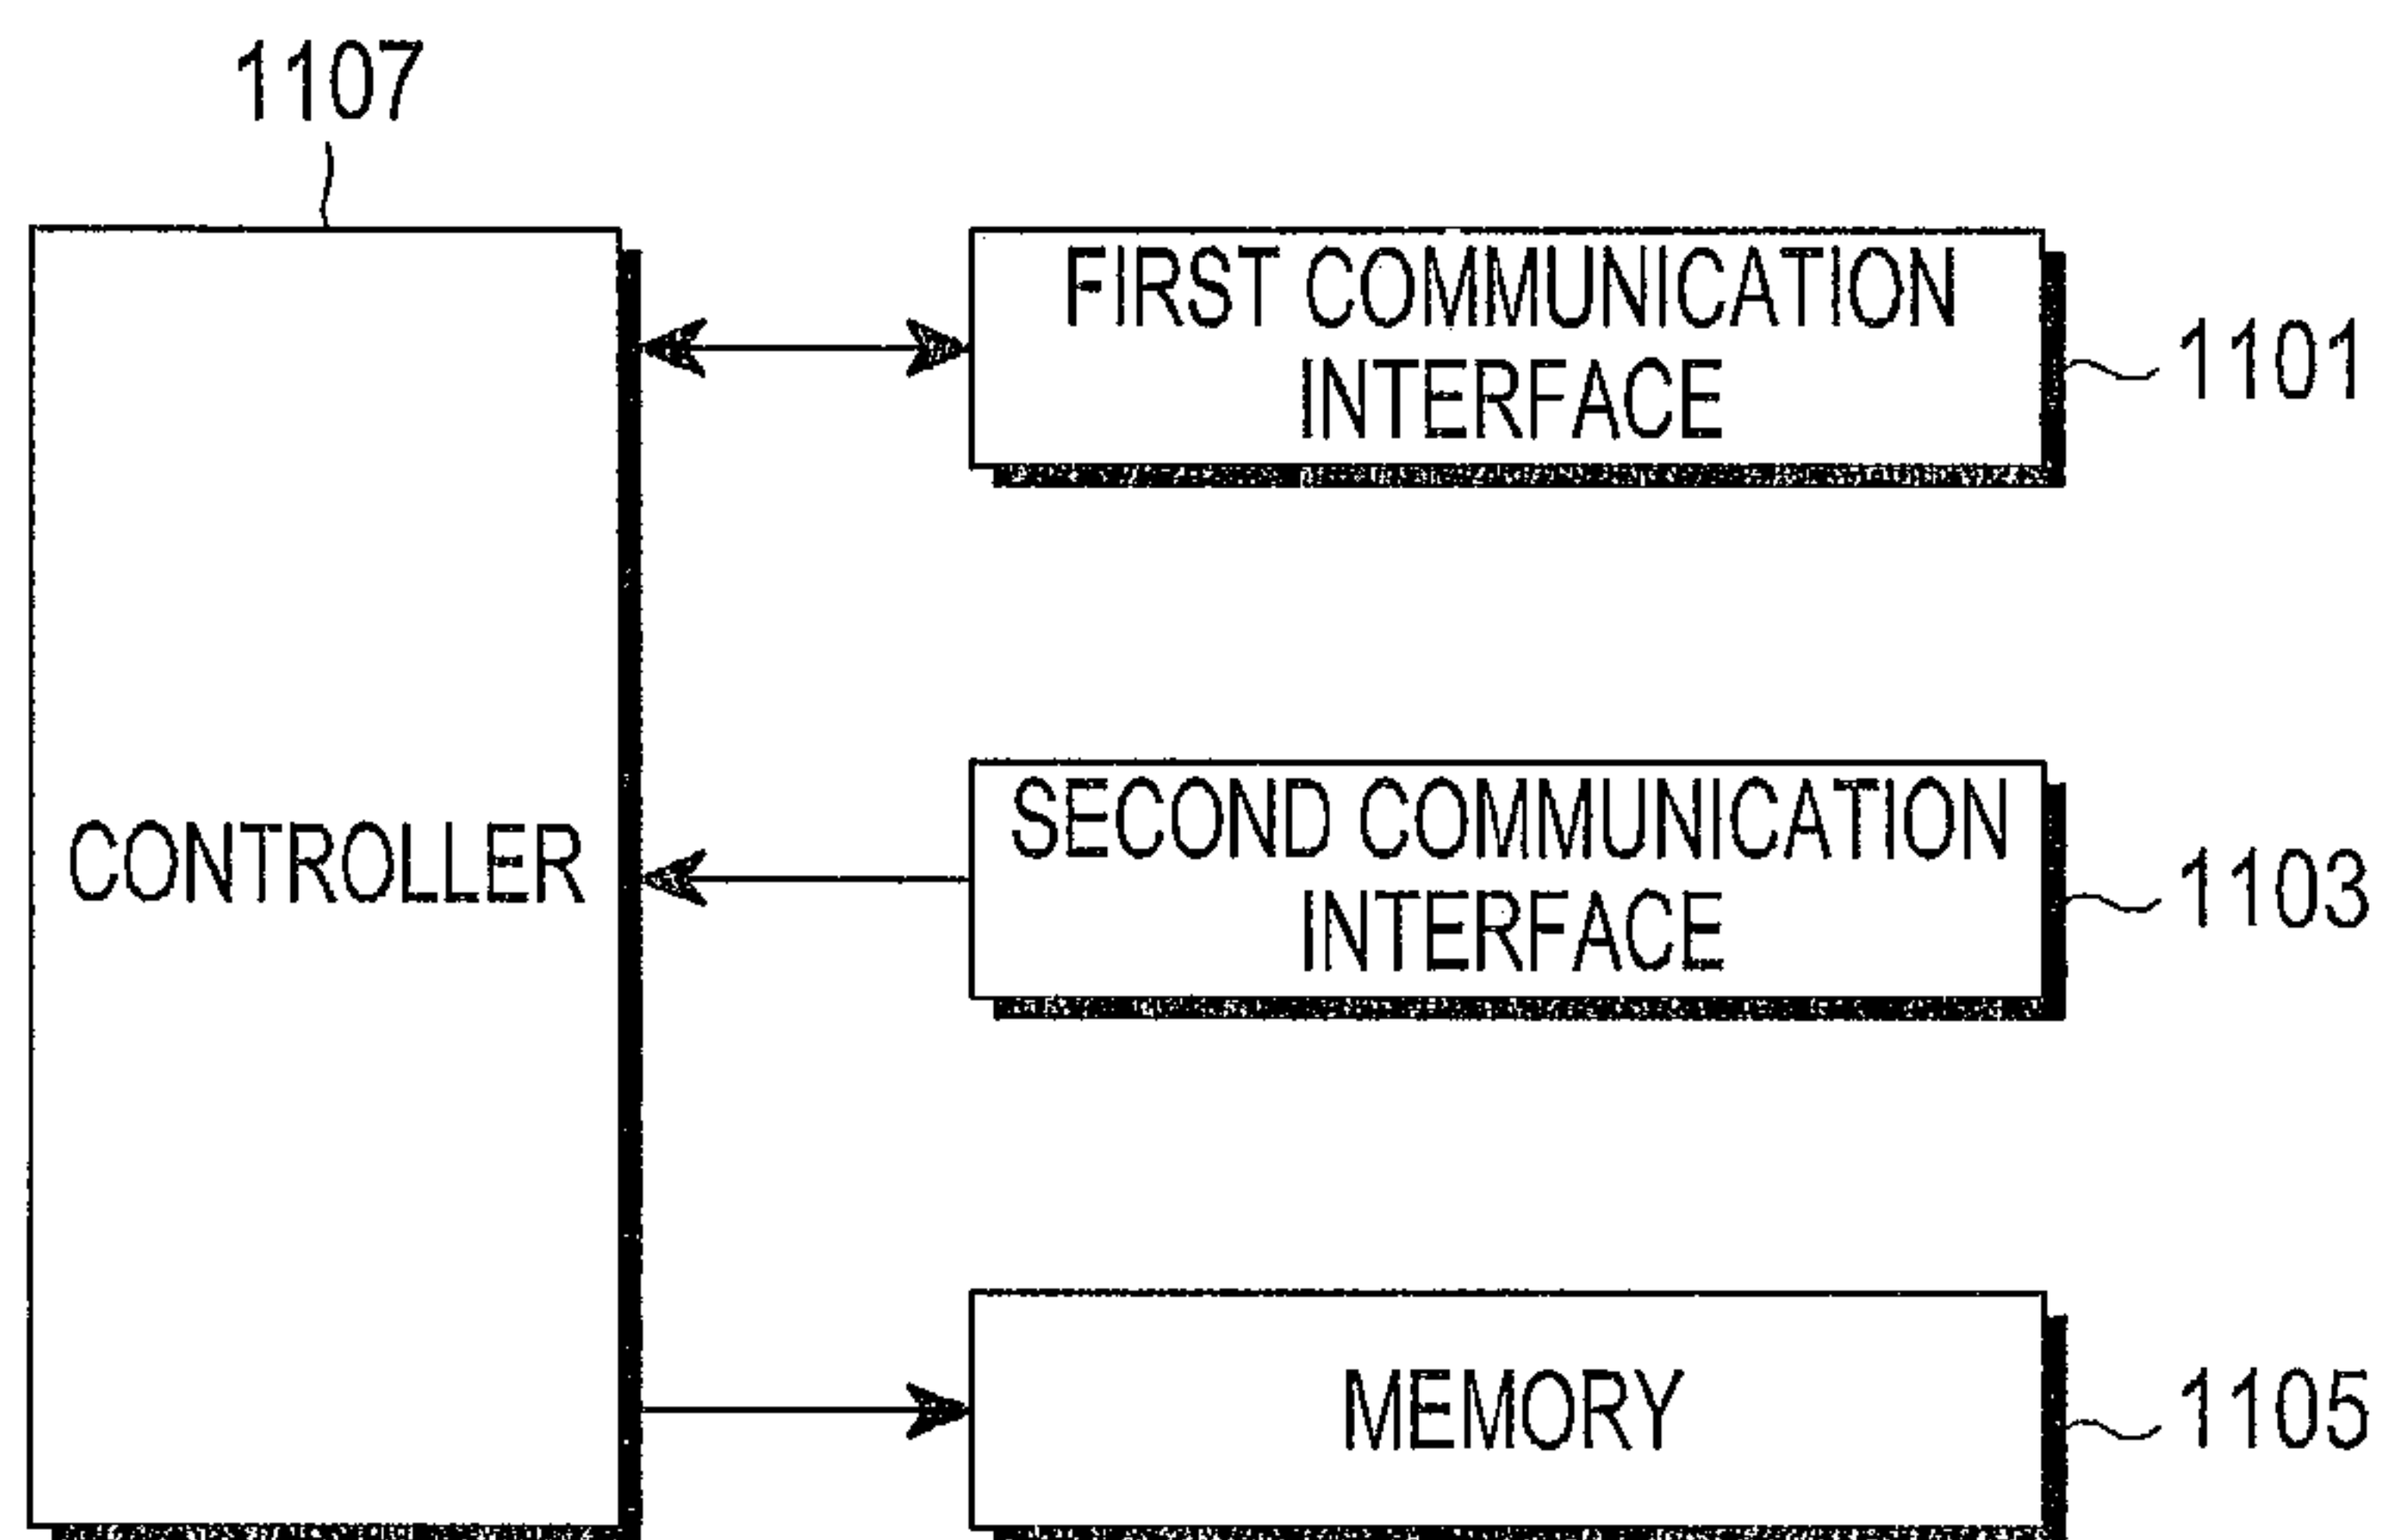 1107
FIRST COMMUNICATION
INTERFACE
1101
CONTROLLER
SECOND COMMUNICATION
INTERFACE
1103
MEMORY
1105